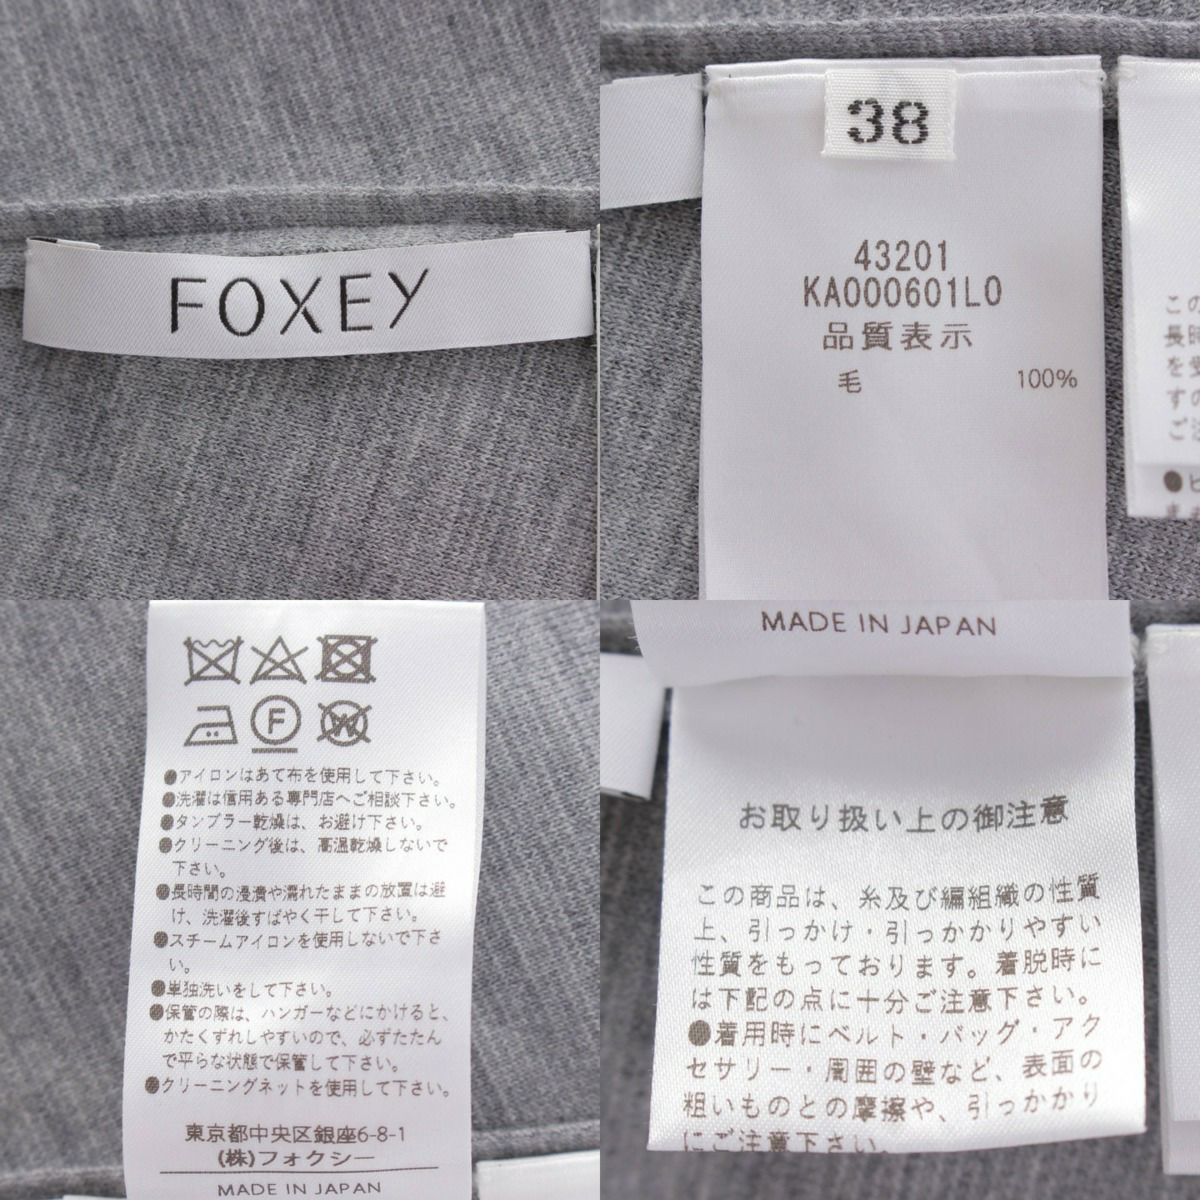 FOXEY
38
43201
KA000601L0
品質表示
毛 100%
この
長時
を受
すの
ご注
F
W
●アイロンはあて布を使用して下さい。
●洗濯は信用ある専門店へご相談下さい。
●タンブラー乾燥は、お避け下さい。
●クリーニング後は、高温乾燥しないで
下さい。
●長時間の浸漬や濡れたままの放置は避
け、洗濯後すばやく干して下さい。
●スチームアイロンを使用しないで下さ
い。
●単独洗いをして下さい。
●保管の際は、ハンガーなどにかけると、
かたくずれしやすいので、必ずたたん
で平らな状態で保管して下さい。
●クリーニングネットを使用して下さい。
東京都中央区銀座6-8-1
(株)フォクシー
MADE IN JAPAN
MADE IN JAPAN
お取り扱い上の御注意
この商品は、糸及び編組織の性質
上、引っかけ・引っかかりやすい
性質をもっております。着脱時に
は下記の点に十分ご注意下さい。
●着用時にベルト・バッグ・アク
セサリー・周囲の壁など、表面の
粗いものとの摩擦や、引っかかり
にご注意下さい。